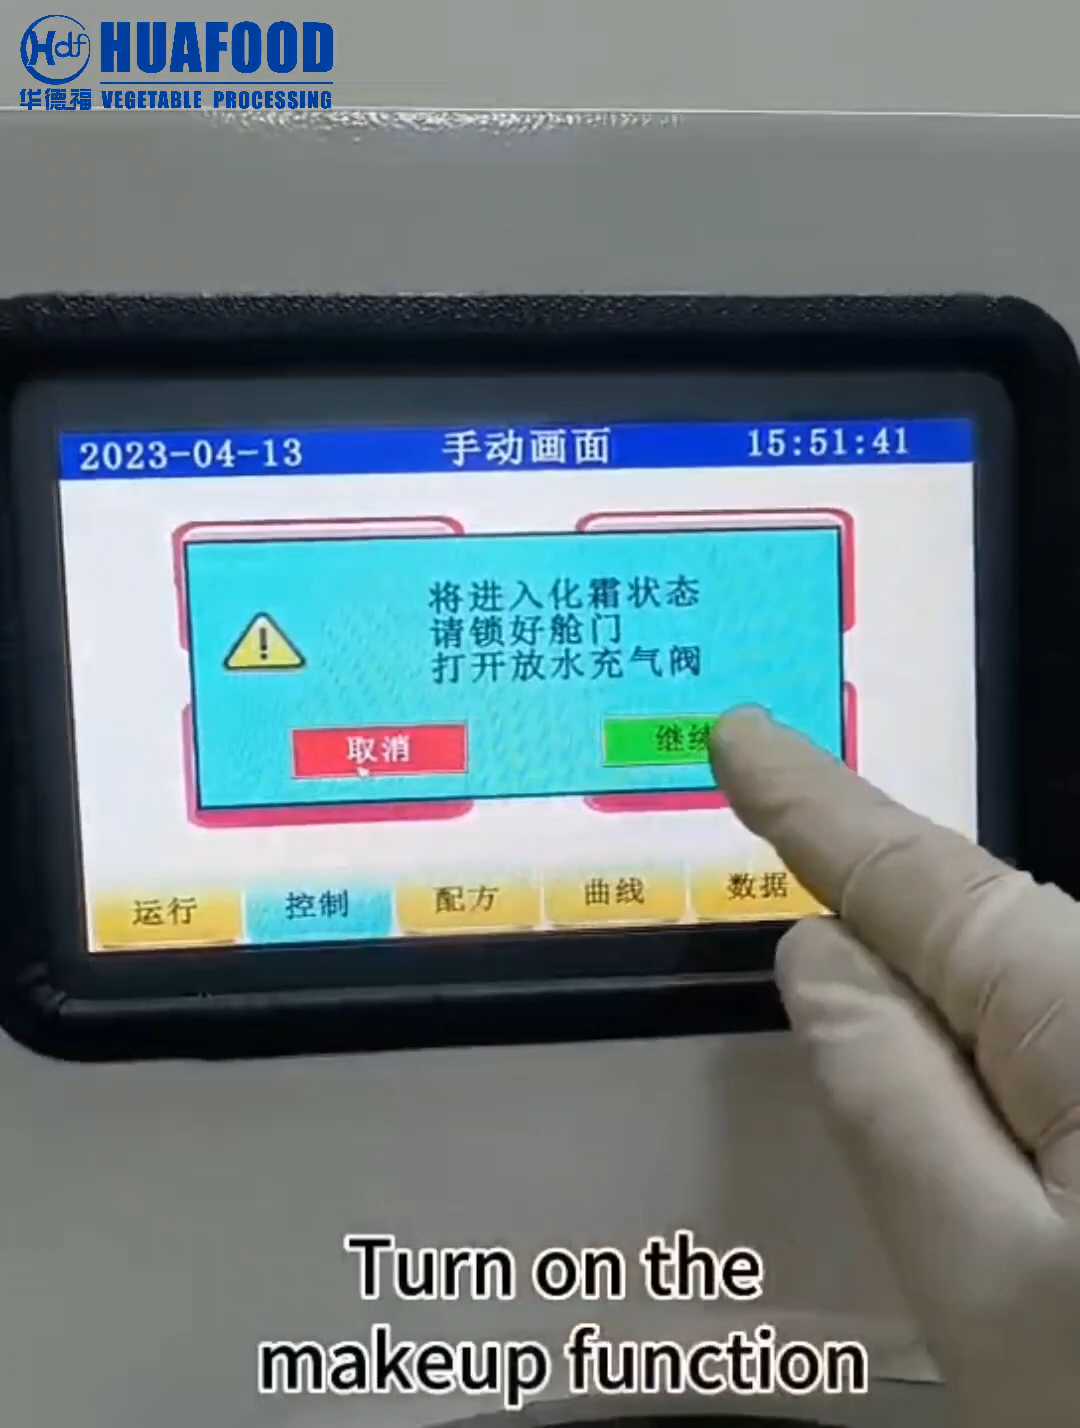 Hdf HUAFOOD
华德福 VEGETABLE PROCESSING
2023-04-13 手动画面 15:51:41
将进入化霜状态
请锁好舱门
打开放水充气阀
取消 继续
运行 控制 配方 曲线 数据
Turn on the
makeup function